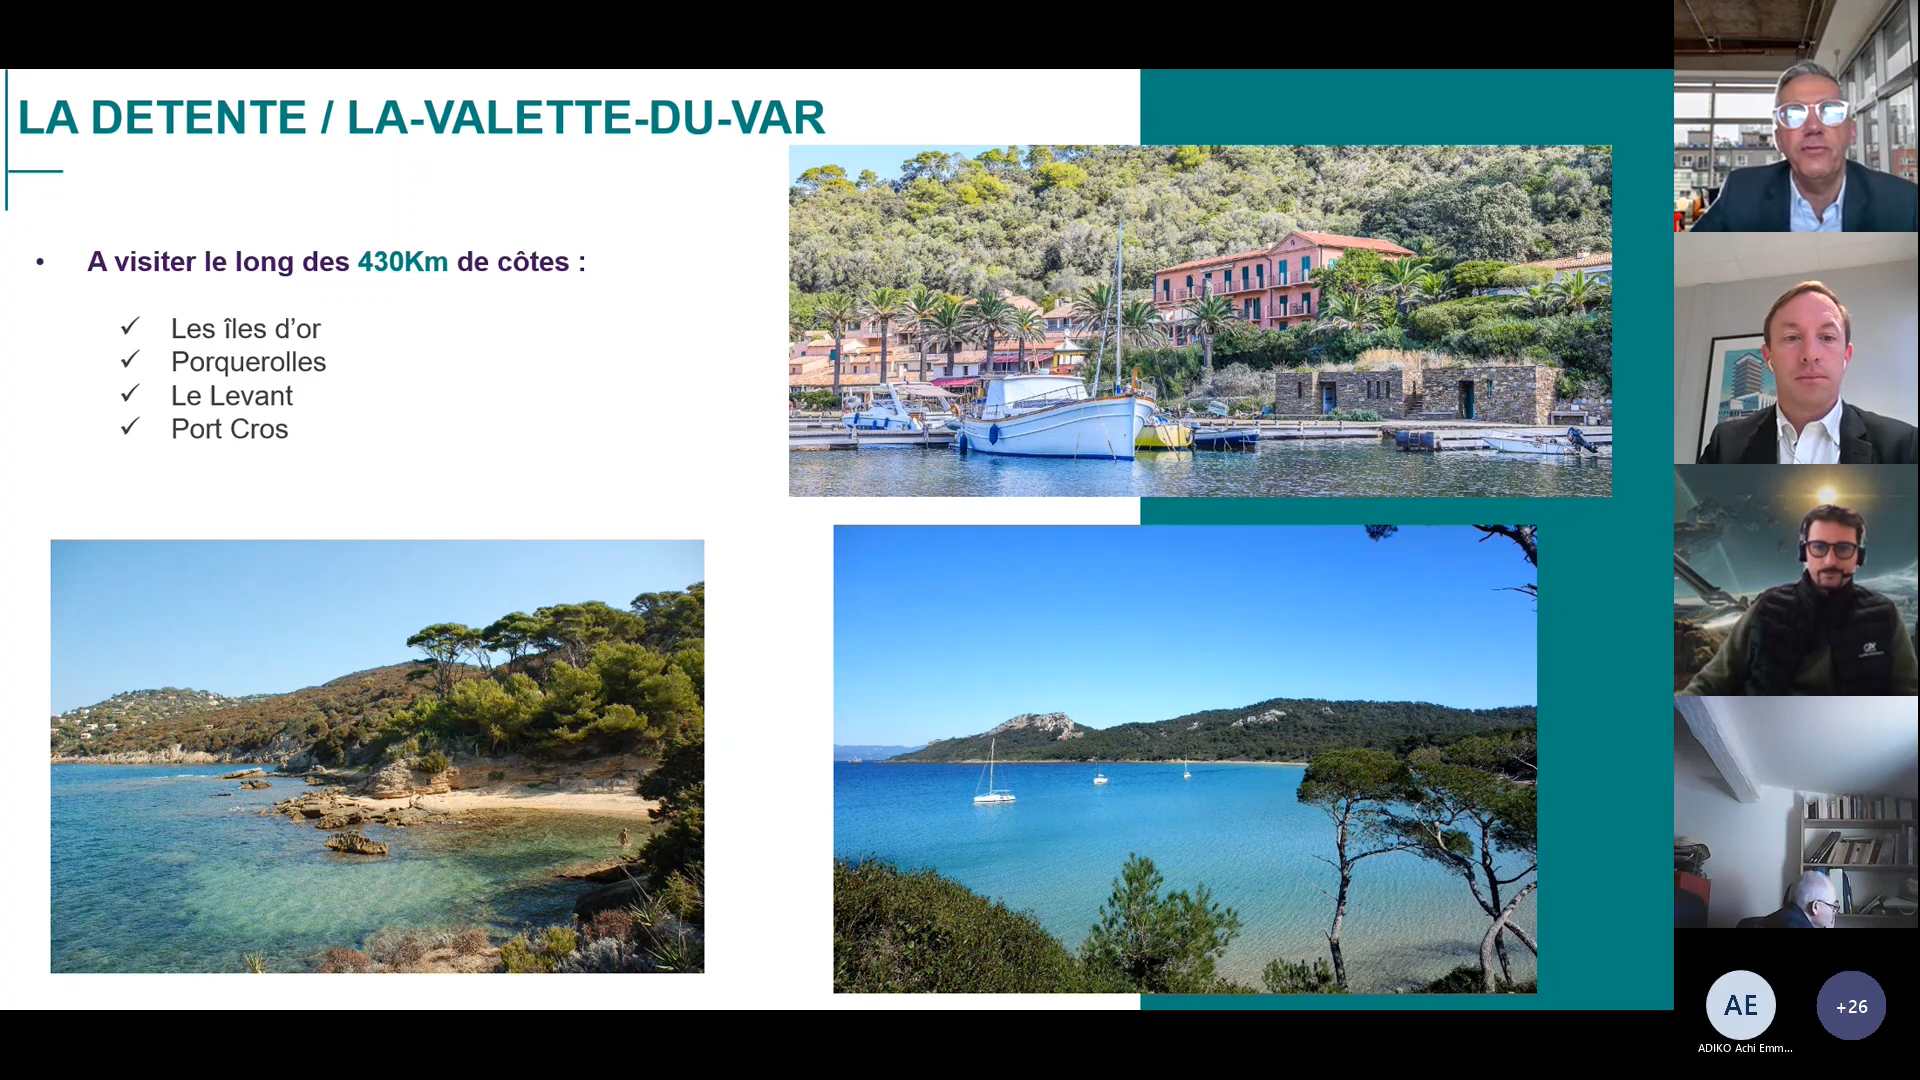 LA DETENTE / LA-VALETTE-DU-VAR
• A visiter le long des 430Km de côtes :
✓ Les îles d’or
✓ Porquerolles
✓ Le Levant
✓ Port Cros
AE
+26
ADIKO Achi Emm...